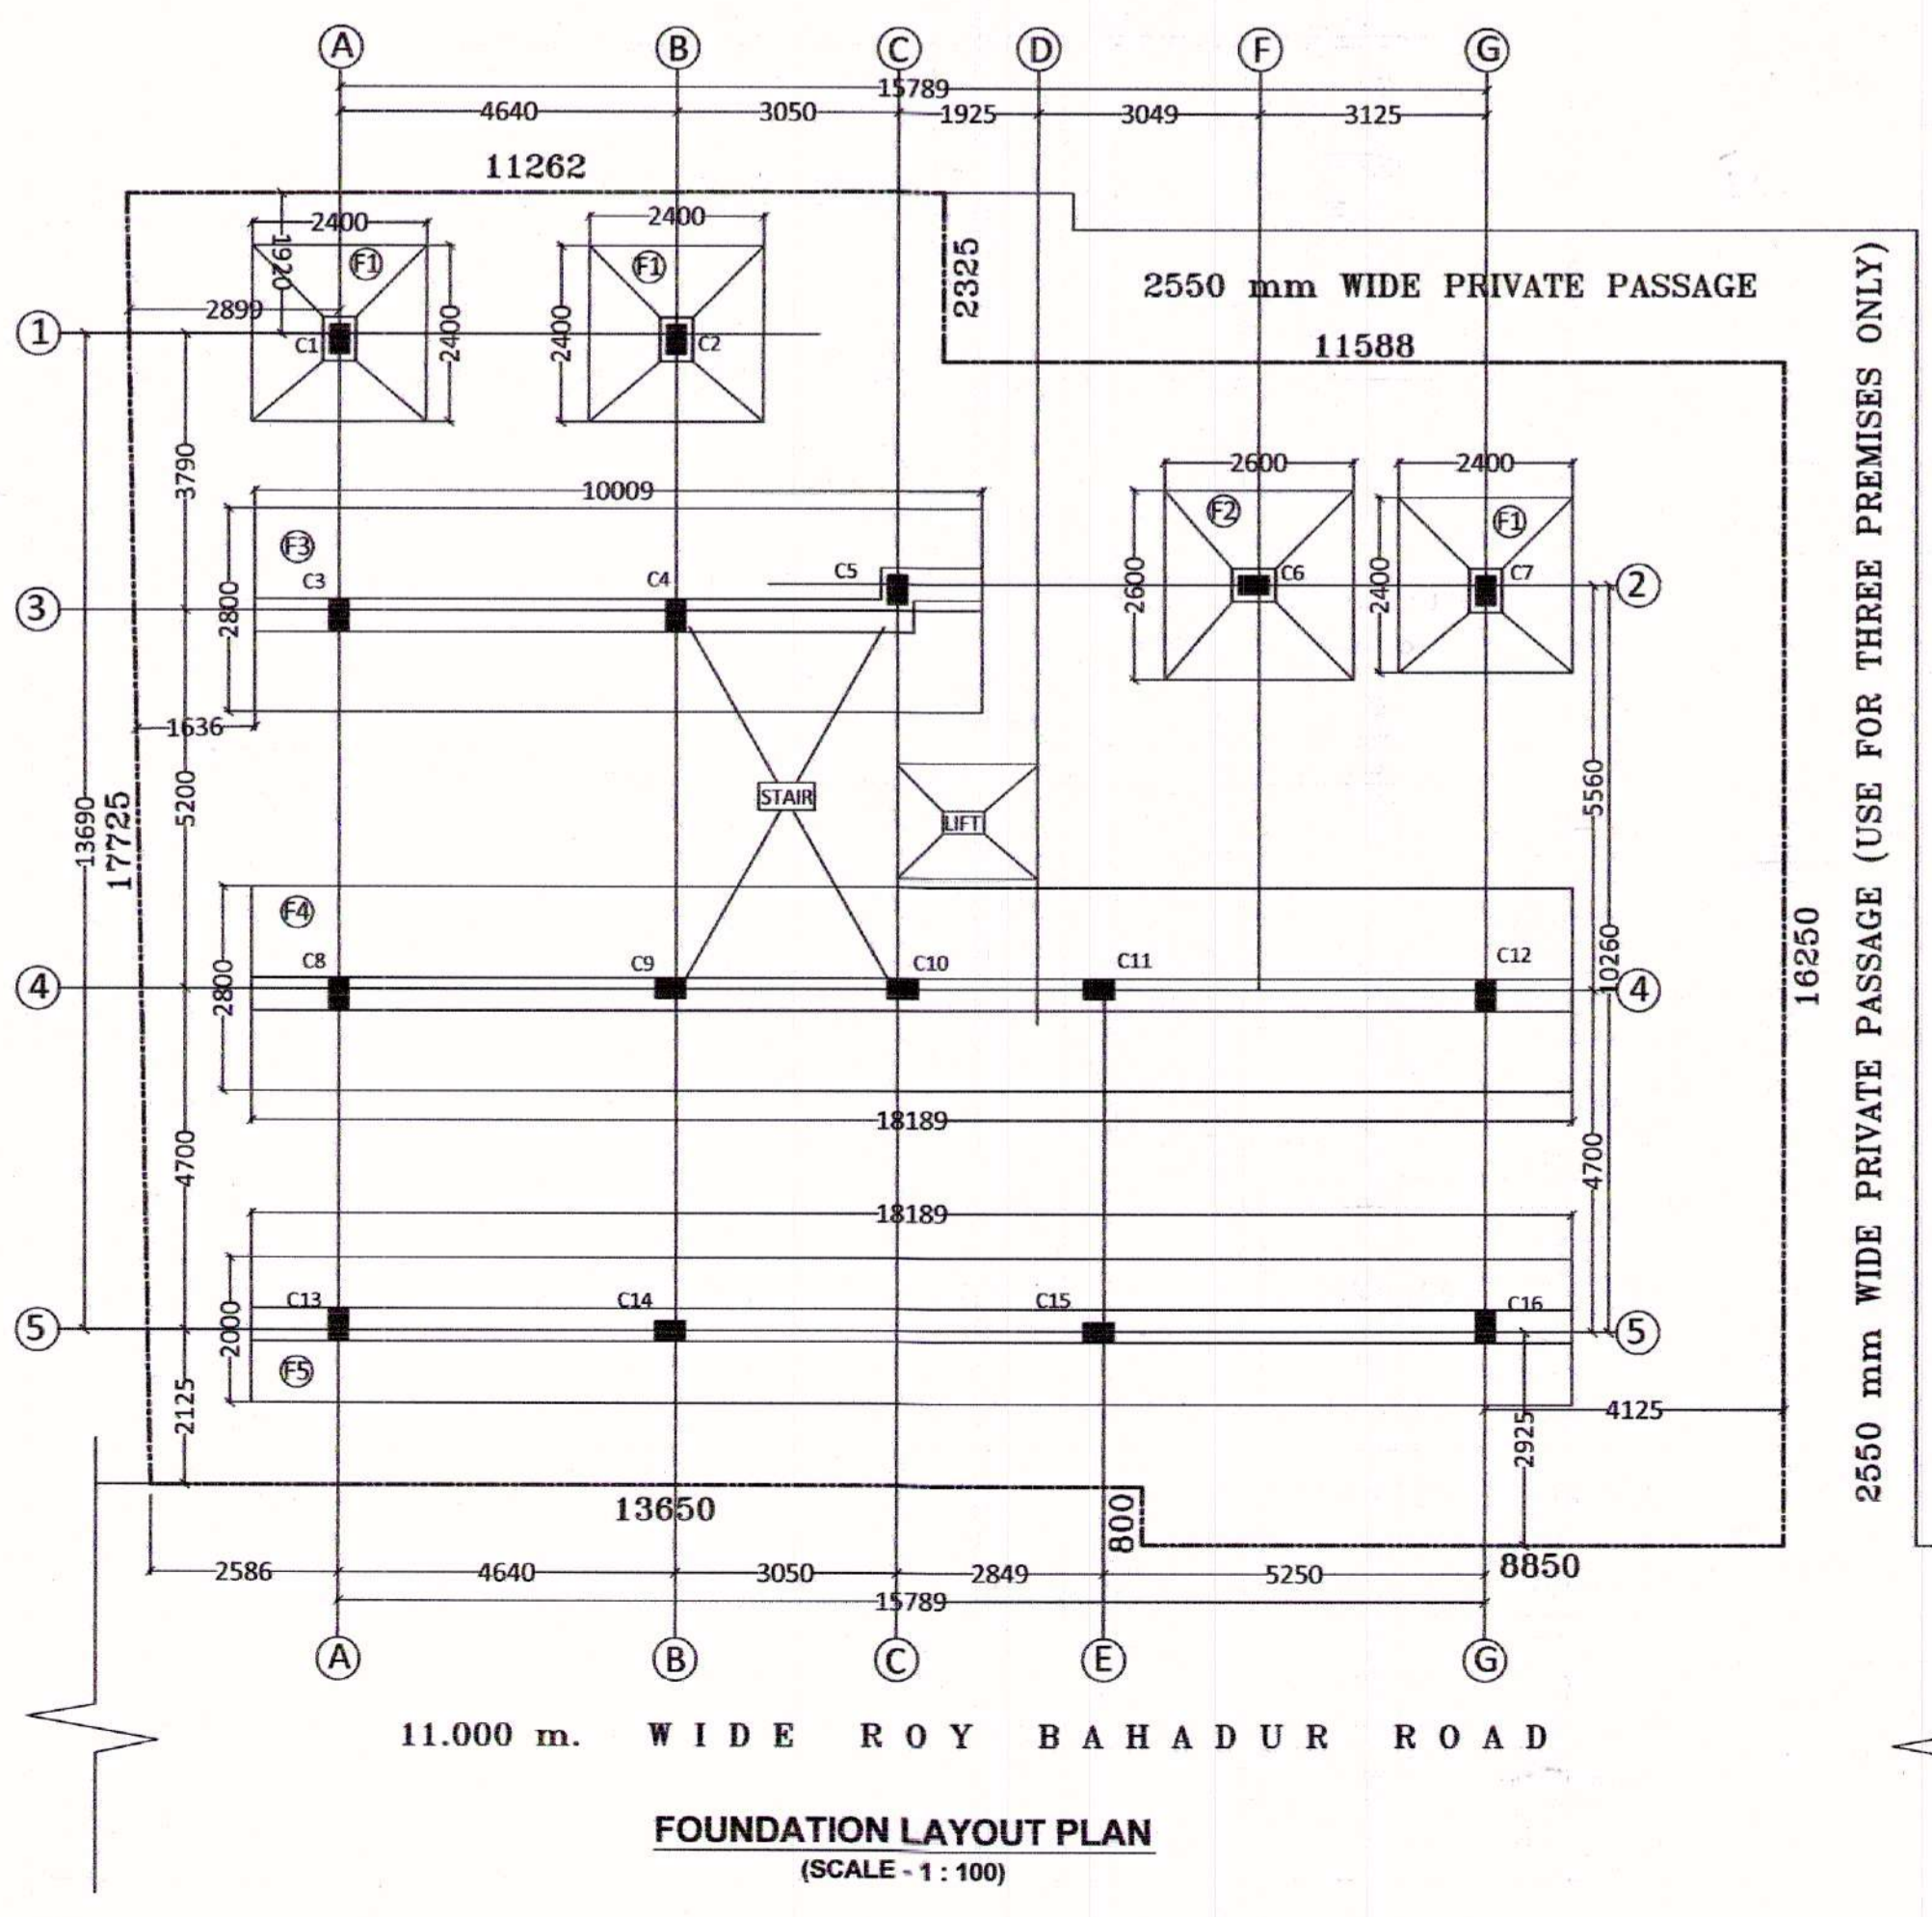 A B C D F G
15789
4640 3050 1925 3049 3125
11262
2400 2400
1920 F1 F1
2325
2550 mm WIDE PRIVATE PASSAGE
2899
2400 2400
1 C1 C2
11588
3790
10009
2600 2400
F3
F2 F1
C3 C4 C5 C6 C7
2800
2600 2400
3 2
1636
5200
13690
17725
STAIR
LIFT
5560
F4
10260
16250
C8 C9 C10 C11 C12
2800
4 4
18189
4700
4700
18189
C13 C14 C15 C16
2000
5 5
F5
2125
4125
2925
13650
800
8850
2586 4640 3050 2849 5250
15789
A B C E G
2550 mm WIDE PRIVATE PASSAGE (USE FOR THREE PREMISES ONLY)
11.000 m. WIDE ROY BAHADUR ROAD
FOUNDATION LAYOUT PLAN
(SCALE - 1 : 100)